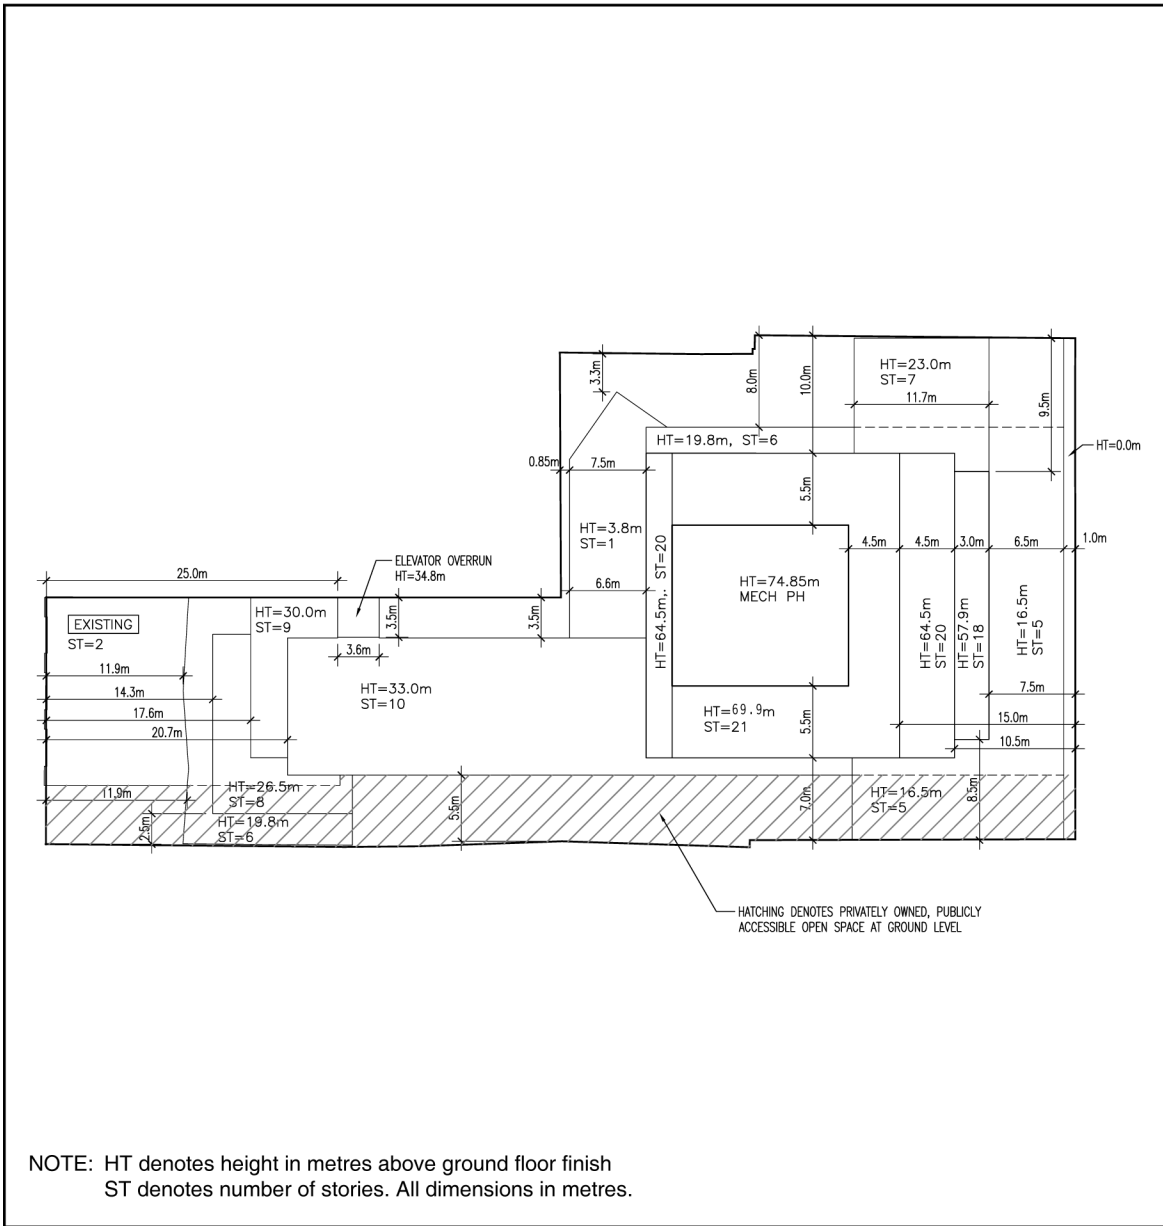 3.3m
8.0m
10.0m
HT=23.0m
ST=7
11.7m
9.5m
HT=0.0m
HT=19.8m, ST=6
0.85m
7.5m
5.5m
HT=3.8m
ST=1
HT=64.5m,. ST=20
4.5m
4.5m
3.0m
6.5m
1.0m
ELEVATOR OVERRUN
HT=34.8m
25.0m
6.6m
HT=74.85m
MECH PH
HT=64.5m
ST=20
HT=57.9m
ST=18
HT=16.5m
ST=5
EXISTING
ST=2
HT=30.0m
ST=9
3.5m
3.5m
3.6m
11.9m
14.3m
17.6m
20.7m
HT=33.0m
ST=10
7.5m
HT=69.9m
ST=21
5.5m
15.0m
10.5m
HT=26.5m
ST=8
11.9m
2.5m
HT=19.8m
ST=6
5.5m
7.0m
HT=16.5m
ST=5
8.5m
HATCHING DENOTES PRIVATELY OWNED, PUBLICLY
ACCESSIBLE OPEN SPACE AT GROUND LEVEL
NOTE: HT denotes height in metres above ground floor finish
ST denotes number of stories. All dimensions in metres.